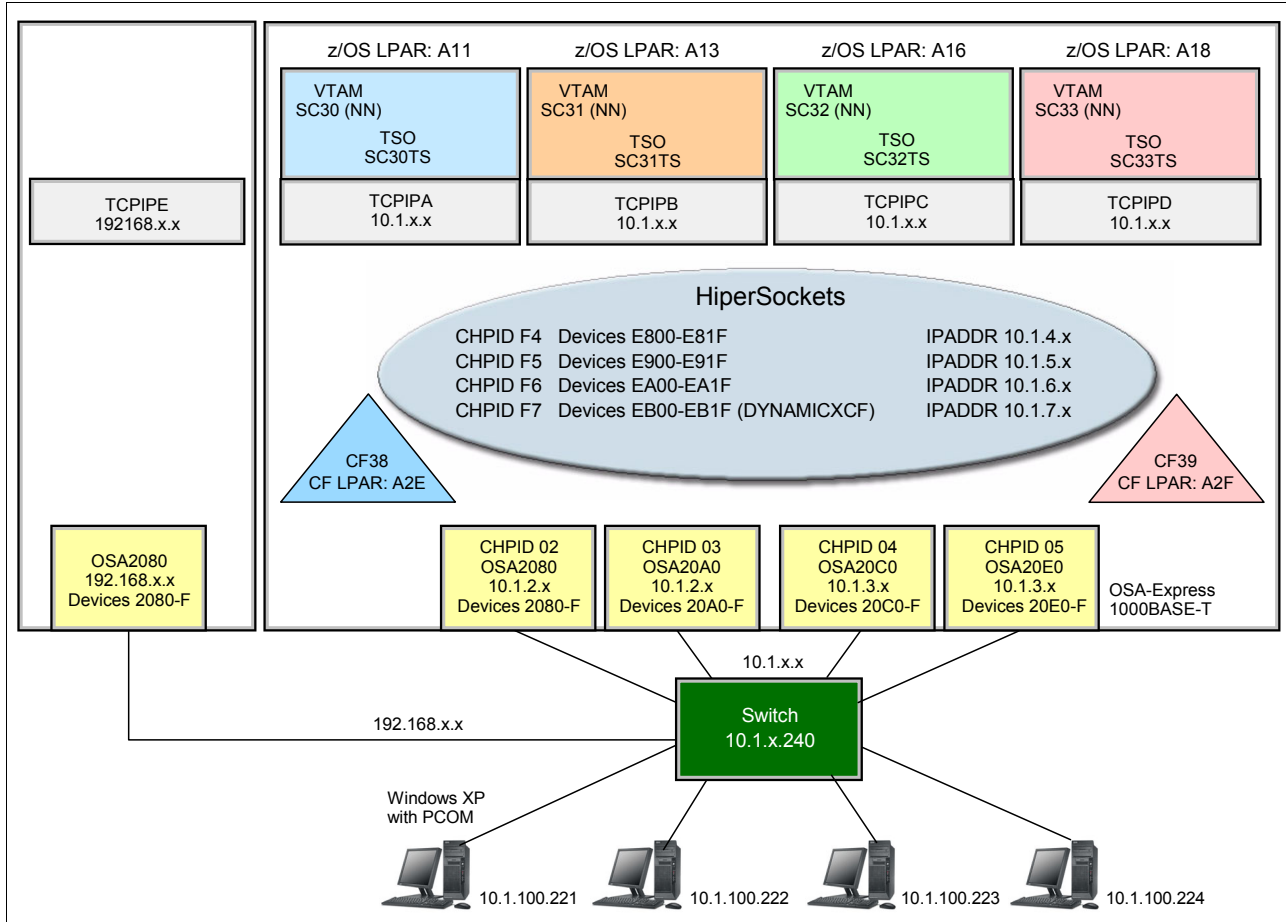 z/OS LPAR: A11
z/OS LPAR: A13
z/OS LPAR: A16
z/OS LPAR: A18
VTAM
SC30 (NN)
TSO
SC30TS
VTAM
SC31 (NN)
TSO
SC31TS
VTAM
SC32 (NN)
TSO
SC32TS
VTAM
SC33 (NN)
TSO
SC33TS
TCPIPE
192168.x.x
TCPIPA
10.1.x.x
TCPIPB
10.1.x.x
TCPIPC
10.1.x.x
TCPIPD
10.1.x.x
HiperSockets
CHPID F4 Devices E800-E81F IPADDR 10.1.4.x
CHPID F5 Devices E900-E91F IPADDR 10.1.5.x
CHPID F6 Devices EA00-EA1F IPADDR 10.1.6.x
CHPID F7 Devices EB00-EB1F (DYNAMICXCF) IPADDR 10.1.7.x
CF38
CF LPAR: A2E
CF39
CF LPAR: A2F
OSA2080
192.168.x.x
Devices 2080-F
CHPID 02
OSA2080
10.1.2.x
Devices 2080-F
CHPID 03
OSA20A0
10.1.2.x
Devices 20A0-F
CHPID 04
OSA20C0
10.1.3.x
Devices 20C0-F
CHPID 05
OSA20E0
10.1.3.x
Devices 20E0-F
OSA-Express
1000BASE-T
10.1.x.x
192.168.x.x
Switch
10.1.x.240
Windows XP
with PCOM
10.1.100.221
10.1.100.222
10.1.100.223
10.1.100.224